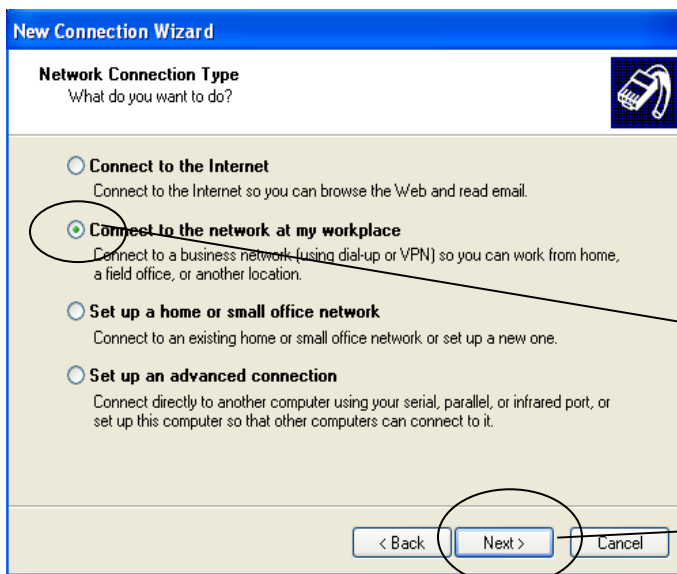 New Connection Wizard
Network Connection Type
What do you want to do?
Connect to the Internet
Connect to the Internet so you can browse the Web and read email.
Connect to the network at my workplace
Connect to a business network (using dial-up or VPN) so you can work from home,
a field office, or another location.
Set up a home or small office network
Connect to an existing home or small office network or set up a new one.
Set up an advanced connection
Connect directly to another computer using your serial, parallel, or infrared port, or
set up this computer so that other computers can connect to it.
< Back Next > Cancel